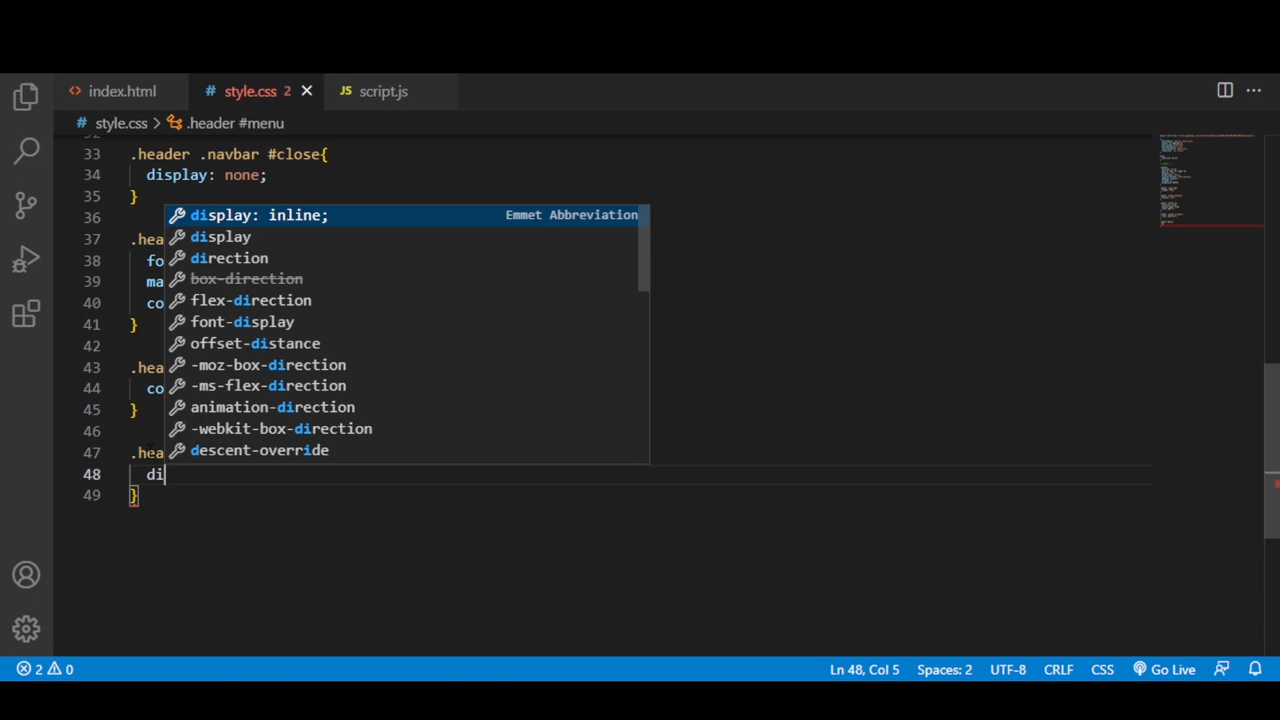 index.html
# style.css 2
JS script.js
# style.css > .header #menu
32
33 .header .navbar #close{
34 display: none;
35 }
36
37 .hea
38 fo
39 ma
40 co
41 }
42
43 .hea
44 co
45 }
46
47 .hea
48 di
49 }
display: inline; Emmet Abbreviation
display
direction
box-direction
flex-direction
font-display
offset-distance
-moz-box-direction
-ms-flex-direction
animation-direction
-webkit-box-direction
descent-override
2 0 Ln 48, Col 5 Spaces: 2 UTF-8 CRLF CSS Go Live